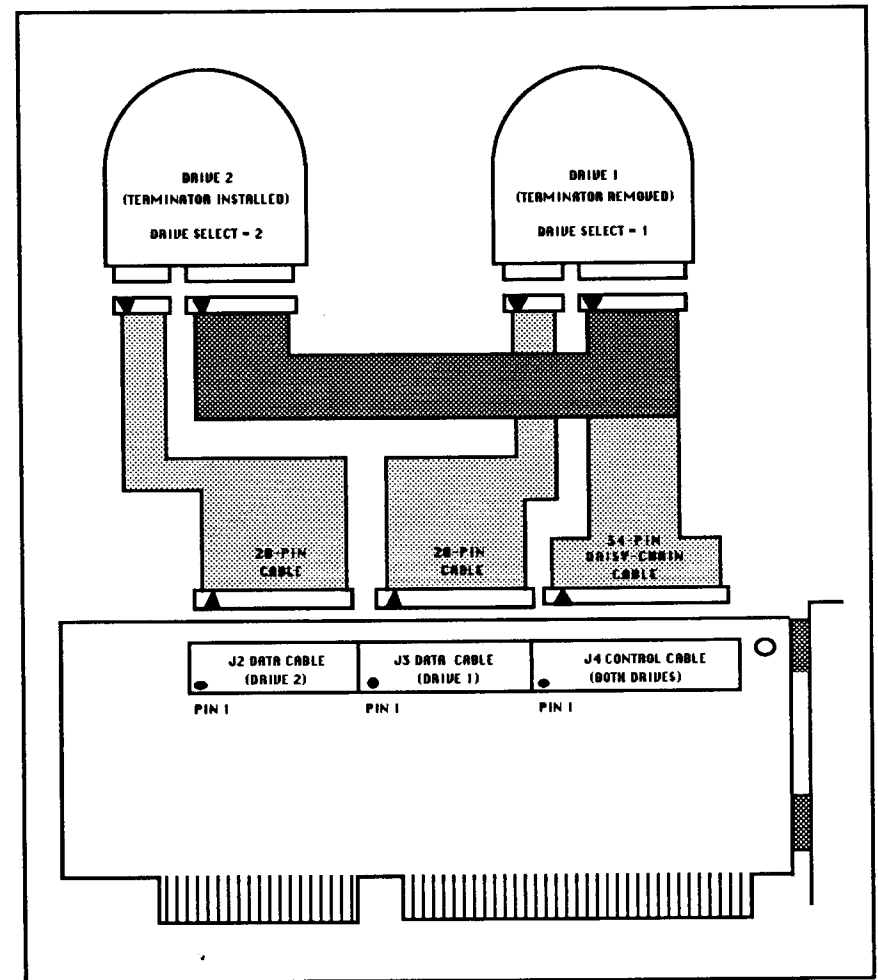 DRIVE 2
(TERMINATOR INSTALLED)
DRIVE SELECT = 2
DRIVE 1
(TERMINATOR REMOVED)
DRIVE SELECT = 1
20-PIN
CABLE
20-PIN
CABLE
34-PIN
DAISY-CHAIN
CABLE
J2 DATA CABLE
(DRIVE 2)
J3 DATA CABLE
(DRIVE 1)
J4 CONTROL CABLE
(BOTH DRIVES)
PIN 1
PIN 1
PIN 1